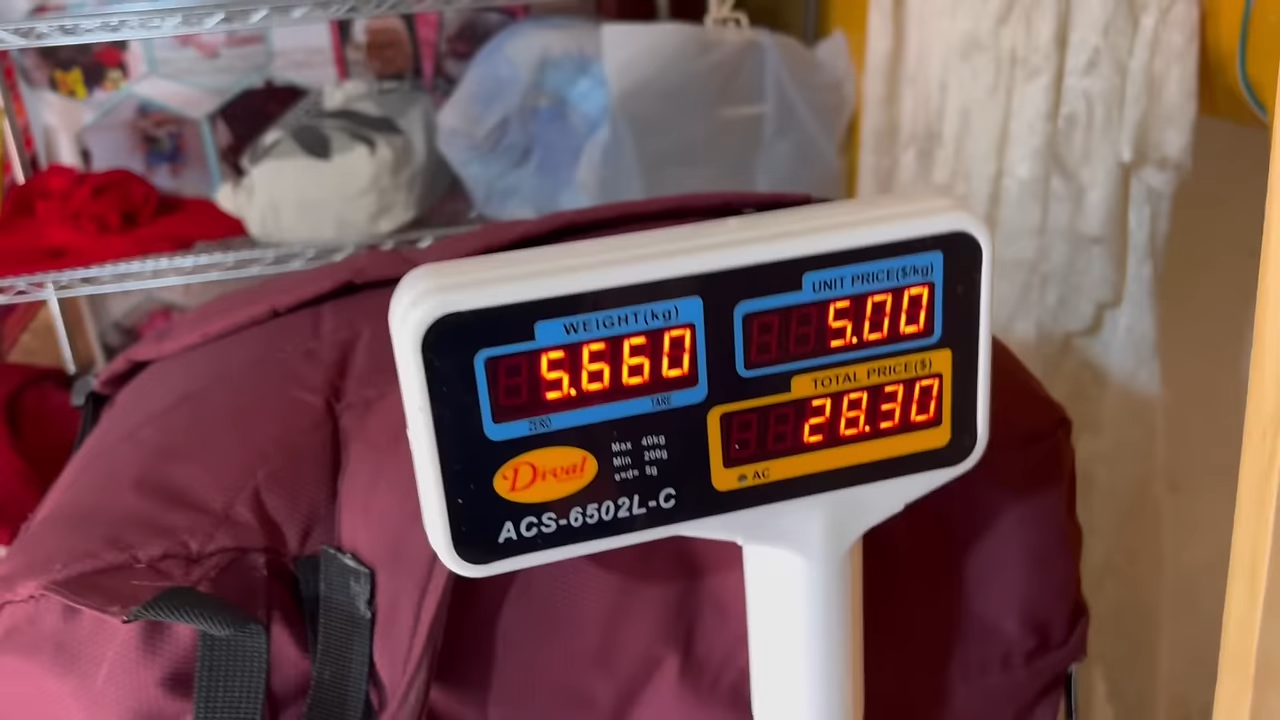 WEIGHT(kg)
5.660
ZERO
TARE
UNIT PRICE($/kg)
5.00
TOTAL PRICE($)
28.30
AC
Dival
Max 40kg
Min 200g
e=d= 5g
ACS-6502L-C